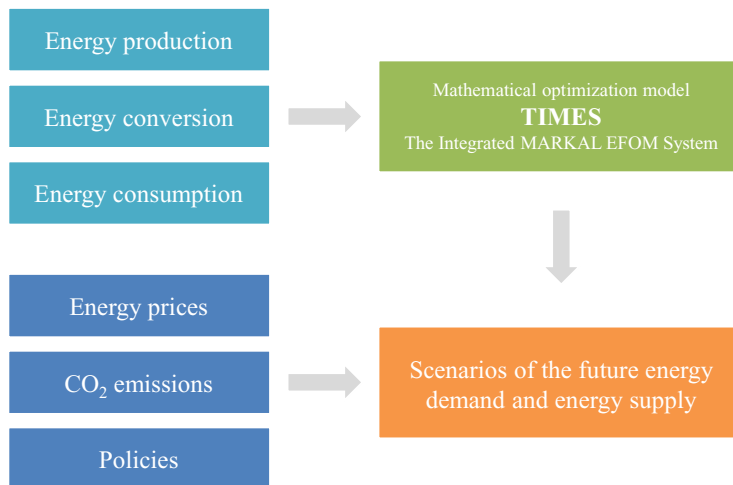 Energy production
Energy conversion
Energy consumption
Mathematical optimization model
TIMES
The Integrated MARKAL EFOM System
Energy prices
CO₂ emissions
Policies
Scenarios of the future energy
demand and energy supply